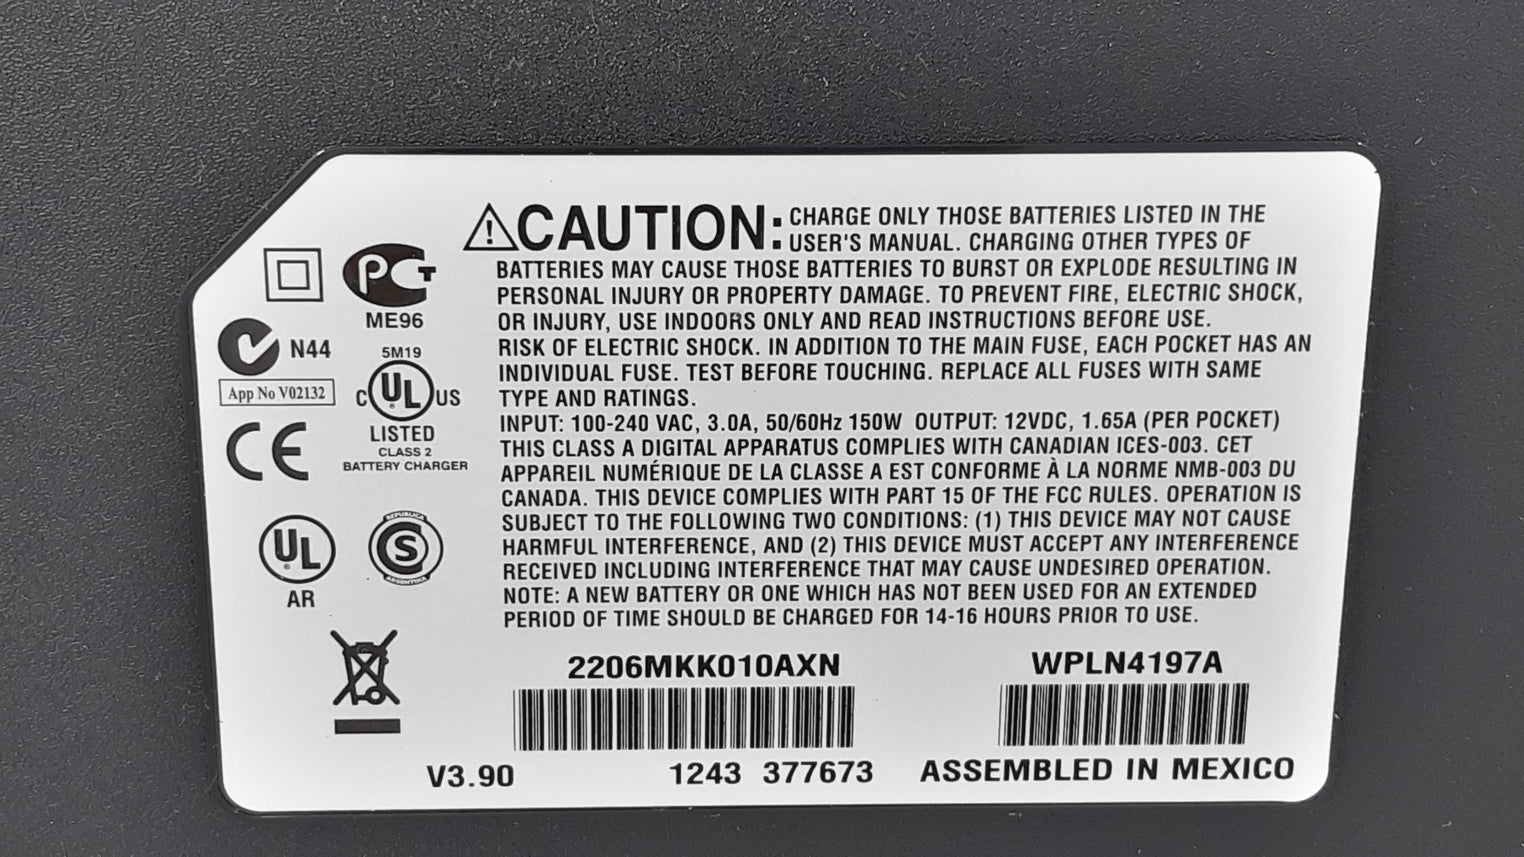 CAUTION: CHARGE ONLY THOSE BATTERIES LISTED IN THE
USER'S MANUAL. CHARGING OTHER TYPES OF
BATTERIES MAY CAUSE THOSE BATTERIES TO BURST OR EXPLODE RESULTING IN
PERSONAL INJURY OR PROPERTY DAMAGE. TO PREVENT FIRE, ELECTRIC SHOCK,
OR INJURY, USE INDOORS ONLY AND READ INSTRUCTIONS BEFORE USE.
RISK OF ELECTRIC SHOCK. IN ADDITION TO THE MAIN FUSE, EACH POCKET HAS AN
INDIVIDUAL FUSE. TEST BEFORE TOUCHING. REPLACE ALL FUSES WITH SAME
TYPE AND RATINGS.
INPUT: 100-240 VAC, 3.0A, 50/60Hz 150W OUTPUT: 12VDC, 1.65A (PER POCKET)
THIS CLASS A DIGITAL APPARATUS COMPLIES WITH CANADIAN ICES-003. CET
APPAREIL NUMÉRIQUE DE LA CLASSE A EST CONFORME À LA NORME NMB-003 DU
CANADA. THIS DEVICE COMPLIES WITH PART 15 OF THE FCC RULES. OPERATION IS
SUBJECT TO THE FOLLOWING TWO CONDITIONS: (1) THIS DEVICE MAY NOT CAUSE
HARMFUL INTERFERENCE, AND (2) THIS DEVICE MUST ACCEPT ANY INTERFERENCE
RECEIVED INCLUDING INTERFERENCE THAT MAY CAUSE UNDESIRED OPERATION.
NOTE: A NEW BATTERY OR ONE WHICH HAS NOT BEEN USED FOR AN EXTENDED
PERIOD OF TIME SHOULD BE CHARGED FOR 14-16 HOURS PRIOR TO USE.
PCT
ME96
N44
App No V02132
5M19
C UL US
®
LISTED
CLASS 2
BATTERY CHARGER
CE
UL
®
AR
REPUBLICA
S
ARGENTINA
2206MKK010AXN
WPLN4197A
V3.90
1243 377673
ASSEMBLED IN MEXICO